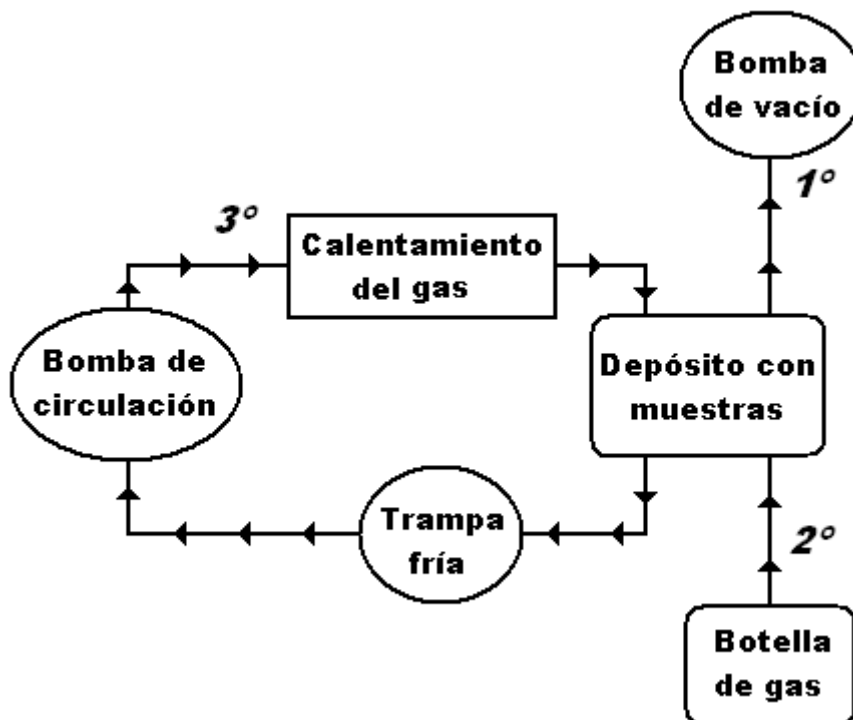 Bomba
de vacío
1°
3°
Calentamiento
del gas
Bomba de
circulación
Depósito con
muestras
Trampa
fría
2°
Botella
de gas